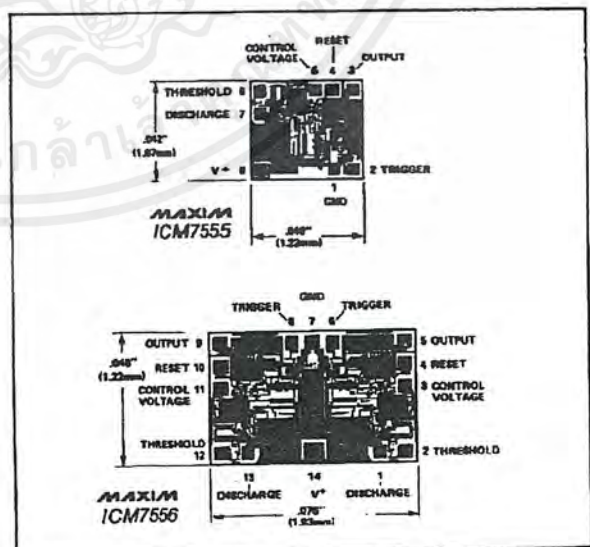 RESET
CONTROL
VOLTAGE
5 4 3 OUTPUT
THRESHOLD 6
DISCHARGE 7
.042"
(1.07mm)
V+ 8
2 TRIGGER
1
GND
MAXIM
ICM7555
.048"
(1.22mm)
GND
TRIGGER TRIGGER
8 7 6
OUTPUT 9
5 OUTPUT
RESET 10
4 RESET
.048"
(1.22mm)
CONTROL 11
VOLTAGE
3 CONTROL
VOLTAGE
THRESHOLD
12
2 THRESHOLD
13 14 1
DISCHARGE V+ DISCHARGE
MAXIM
ICM7556
.076"
(1.93mm)